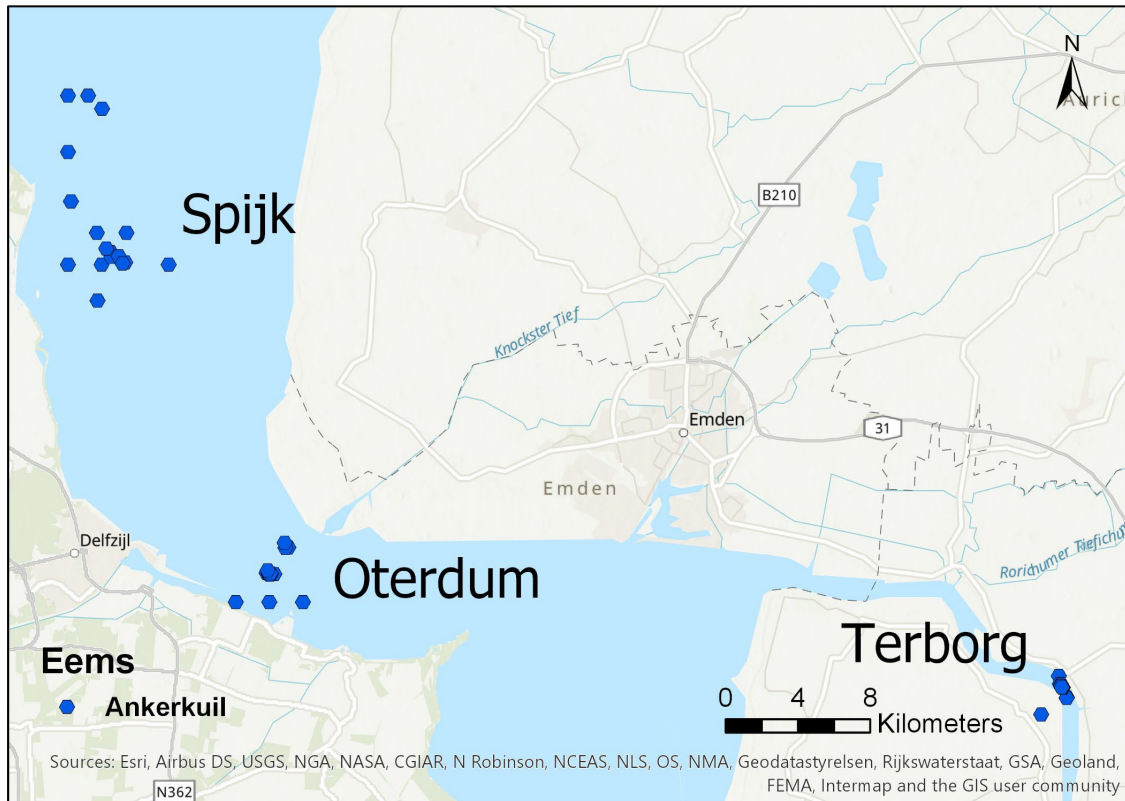 N
Aurich
B210
Spijk
Knockster Tief
Emden
31
Emden
Delfzijl
Oterdum
Rorichumer Tief
Terborg
Eems
Ankerkuil
0 4 8
Kilometers
Sources: Esri, Airbus DS, USGS, NGA, NASA, CGIAR, N Robinson, NCEAS, NLS, OS, NMA, Geodatastyrelsen, Rijkswaterstaat, GSA, Geoland,
FEMA, Intermap and the GIS user community
N362